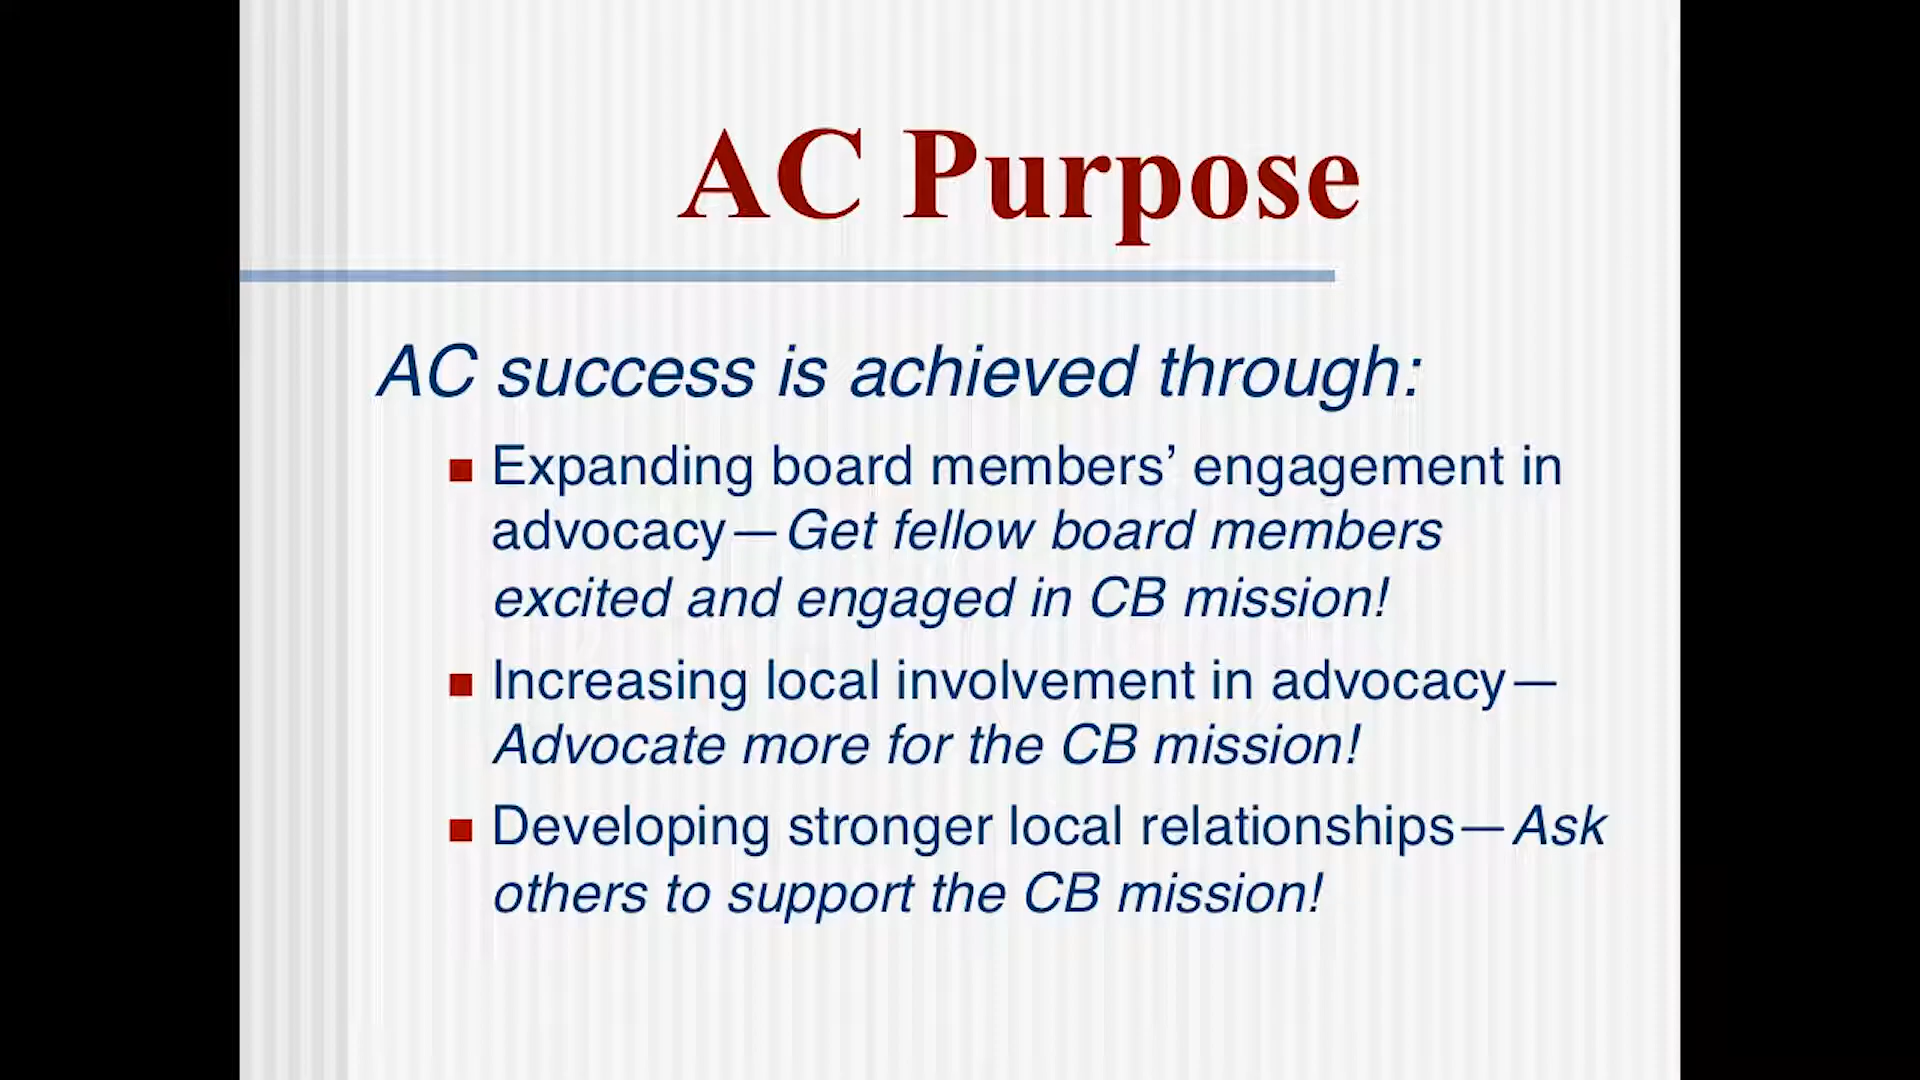 AC Purpose
AC success is achieved through:
Expanding board members’ engagement in
advocacy—Get fellow board members
excited and engaged in CB mission!
Increasing local involvement in advocacy—
Advocate more for the CB mission!
Developing stronger local relationships—Ask
others to support the CB mission!